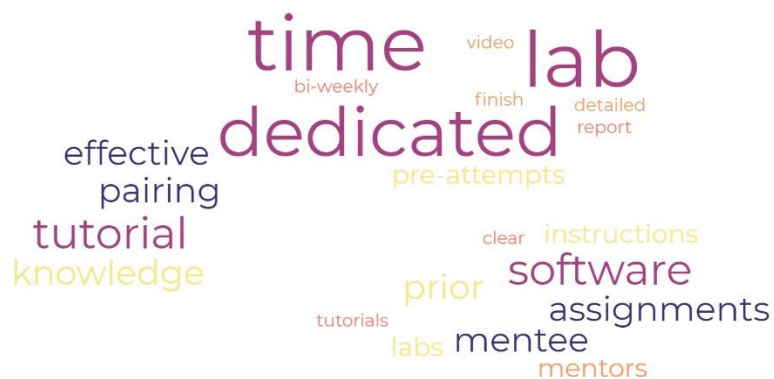 time
video
lab
bi-weekly
finish
detailed
dedicated
report
effective
pre-attempts
pairing
tutorial
clear
instructions
knowledge
software
prior
assignments
tutorials
mentee
labs
mentors